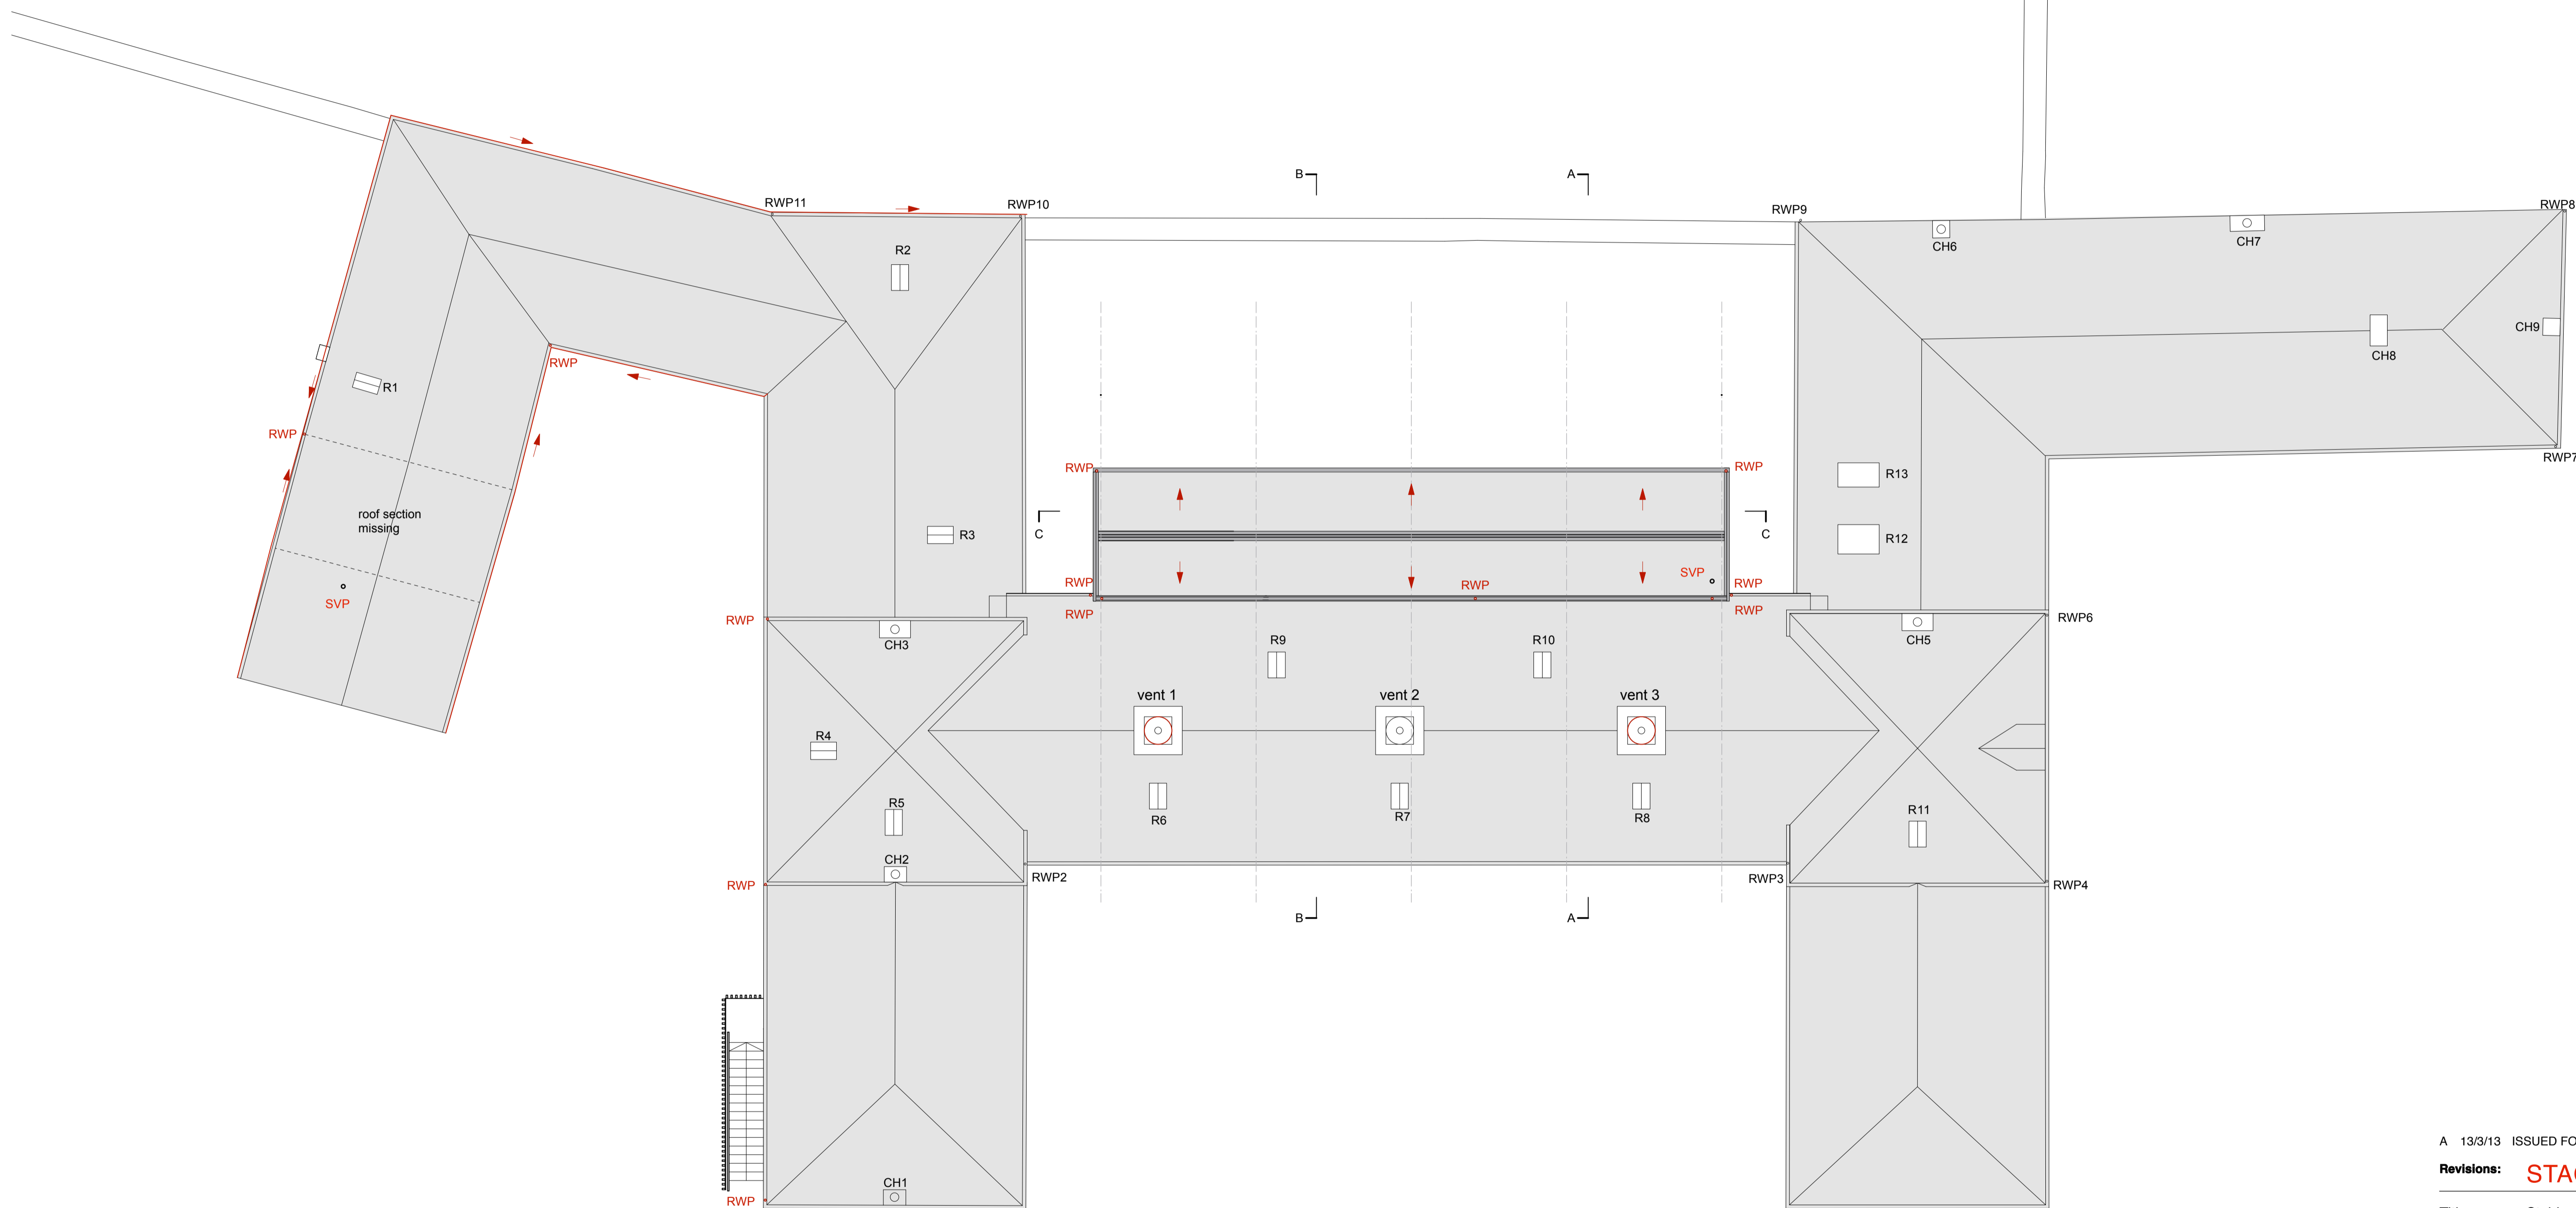 B
A
RWP11
RWP10
RWP9
RWP8
R2
CH6
CH7
CH9
CH8
RWP
R1
RWP
RWP7
RWP
RWP
R13
roof section
missing
R3
C
C
R12
SVP
RWP
RWP
RWP
SVP
RWP
RWP
RWP
RWP6
CH3
R9
R10
CH5
vent 1
vent 2
vent 3
R4
R5
R6
R7
R8
R11
CH2
RWP
RWP2
RWP3
RWP4
B
A
A 13/3/13 ISSUED FO
Revisions: STAG
CH1
RWP